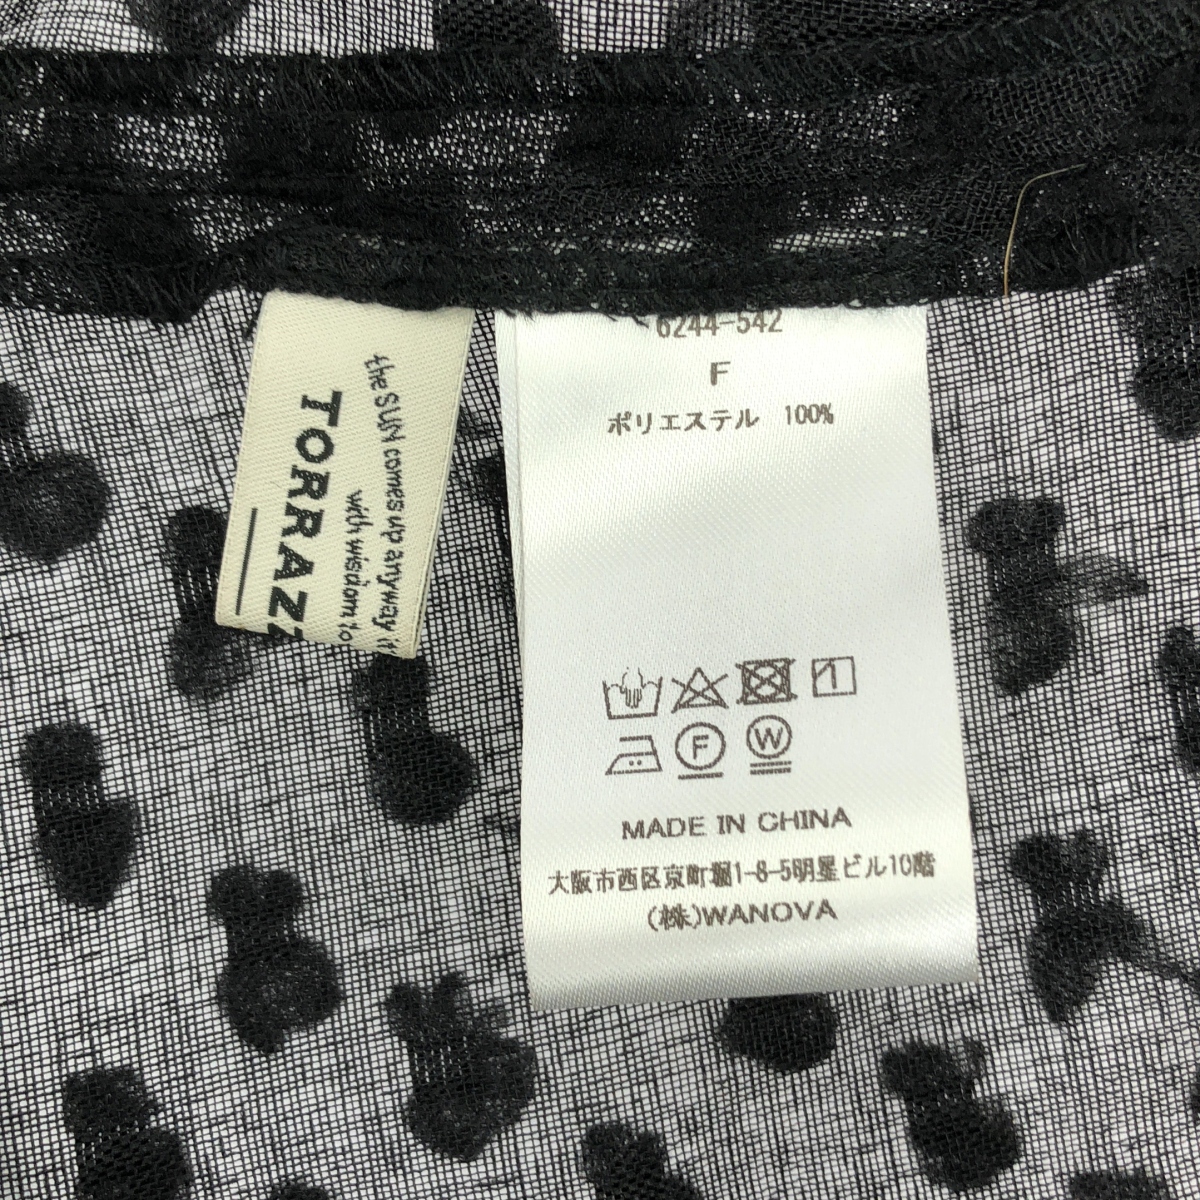 the SUN comes up anyway it
with wisdom to
TORRAZZ
6244-542
F
ポリエステル 100%
F W
MADE IN CHINA
大阪市西区京町堀1-8-5明星ビル10階
(株)WANOVA